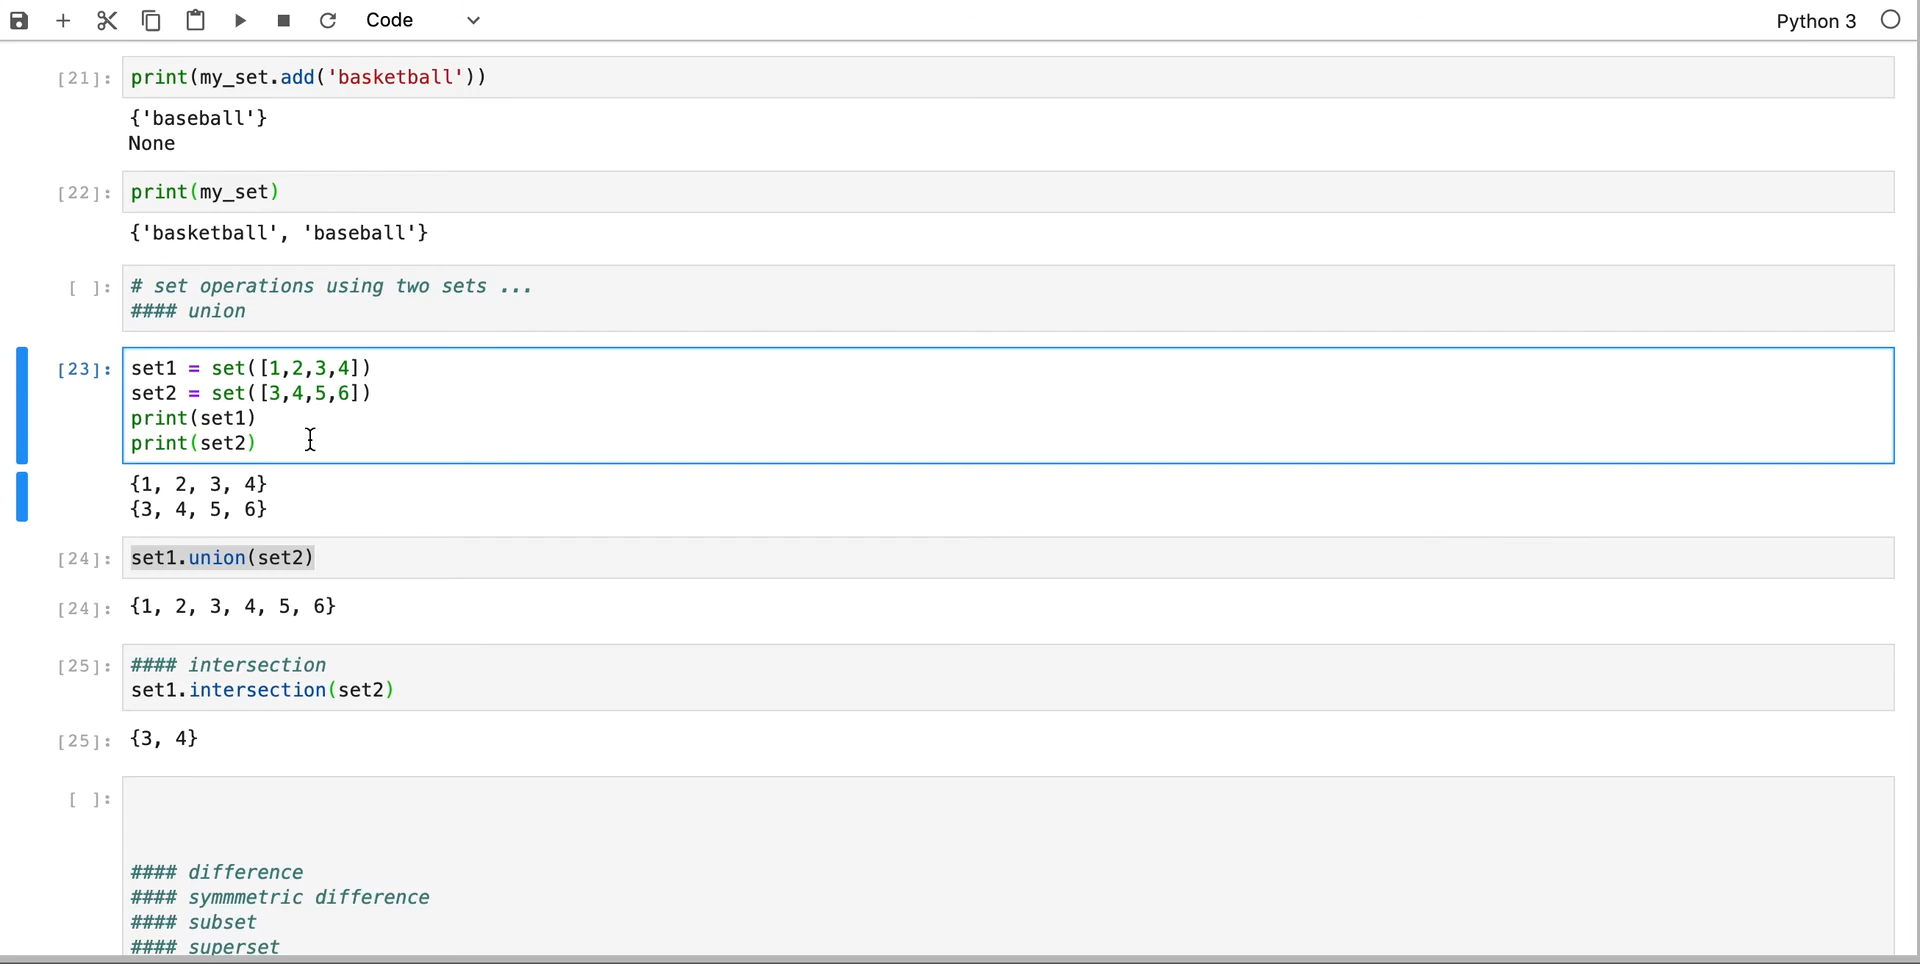 Code
Python 3
[21]:
print(my_set.add('basketball'))
{'baseball'}
None
[22]:
print(my_set)
{'basketball', 'baseball'}
[ ]:
# set operations using two sets ...
#### union
[23]:
set1 = set([1,2,3,4])
set2 = set([3,4,5,6])
print(set1)
print(set2)
{1, 2, 3, 4}
{3, 4, 5, 6}
[24]:
set1.union(set2)
[24]:
{1, 2, 3, 4, 5, 6}
[25]:
#### intersection
set1.intersection(set2)
[25]:
{3, 4}
[ ]:
#### difference
#### symmmetric difference
#### subset
#### superset